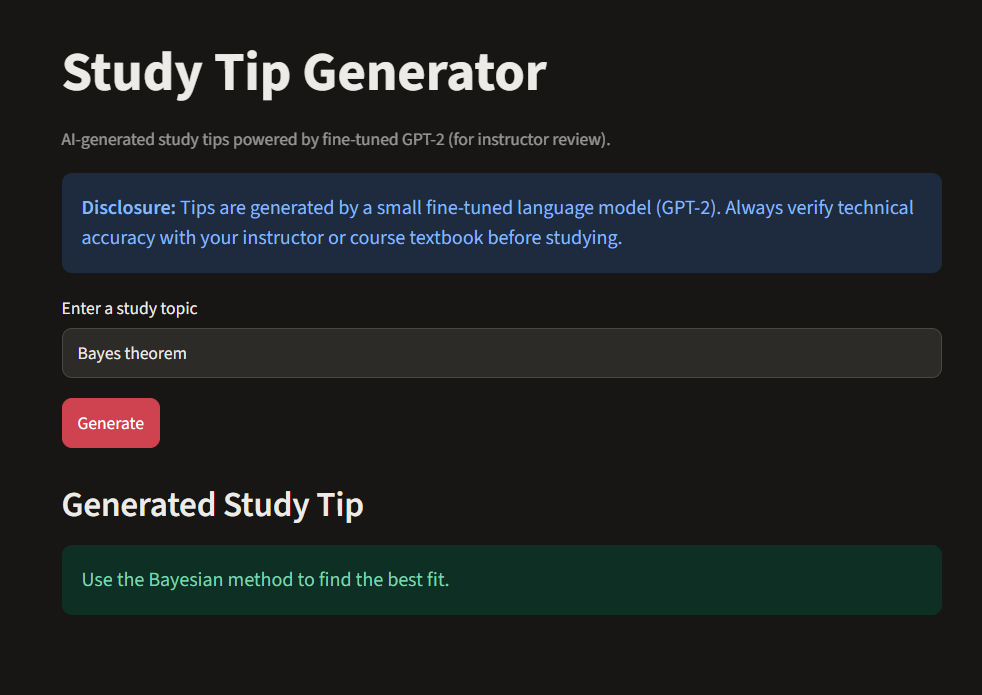 Study Tip Generator
AI-generated study tips powered by fine-tuned GPT-2 (for instructor review).
Disclosure: Tips are generated by a small fine-tuned language model (GPT-2). Always verify technical
accuracy with your instructor or course textbook before studying.
Enter a study topic
Bayes theorem
Generate
Generated Study Tip
Use the Bayesian method to find the best fit.